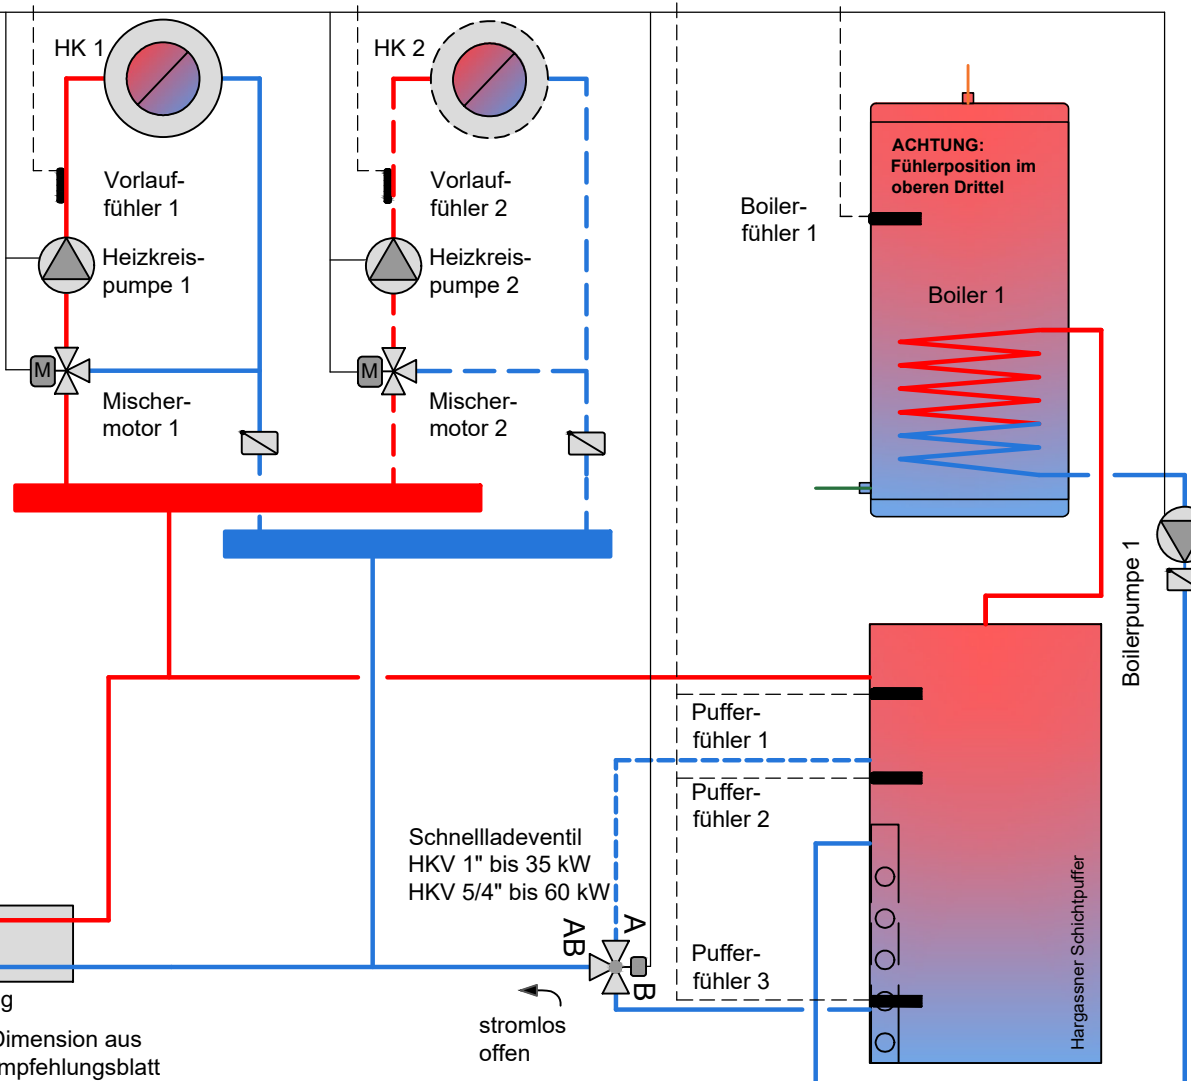 HK 1
HK 2
Vorlauf-
fühler 1
Vorlauf-
fühler 2
Heizkreis-
pumpe 1
Heizkreis-
pumpe 2
M
M
Mischer-
motor 1
Mischer-
motor 2
ACHTUNG:
Fühlerposition im
oberen Drittel
Boiler-
fühler 1
Boiler 1
Boilerpumpe 1
Puffer-
fühler 1
Puffer-
fühler 2
Schnellladeventil
HKV 1" bis 35 kW
HKV 5/4" bis 60 kW
A
AB
B
Puffer-
fühler 3
Hargassner Schichtpuffer
stromlos
offen
g
Dimension aus
mpfehlungsblatt